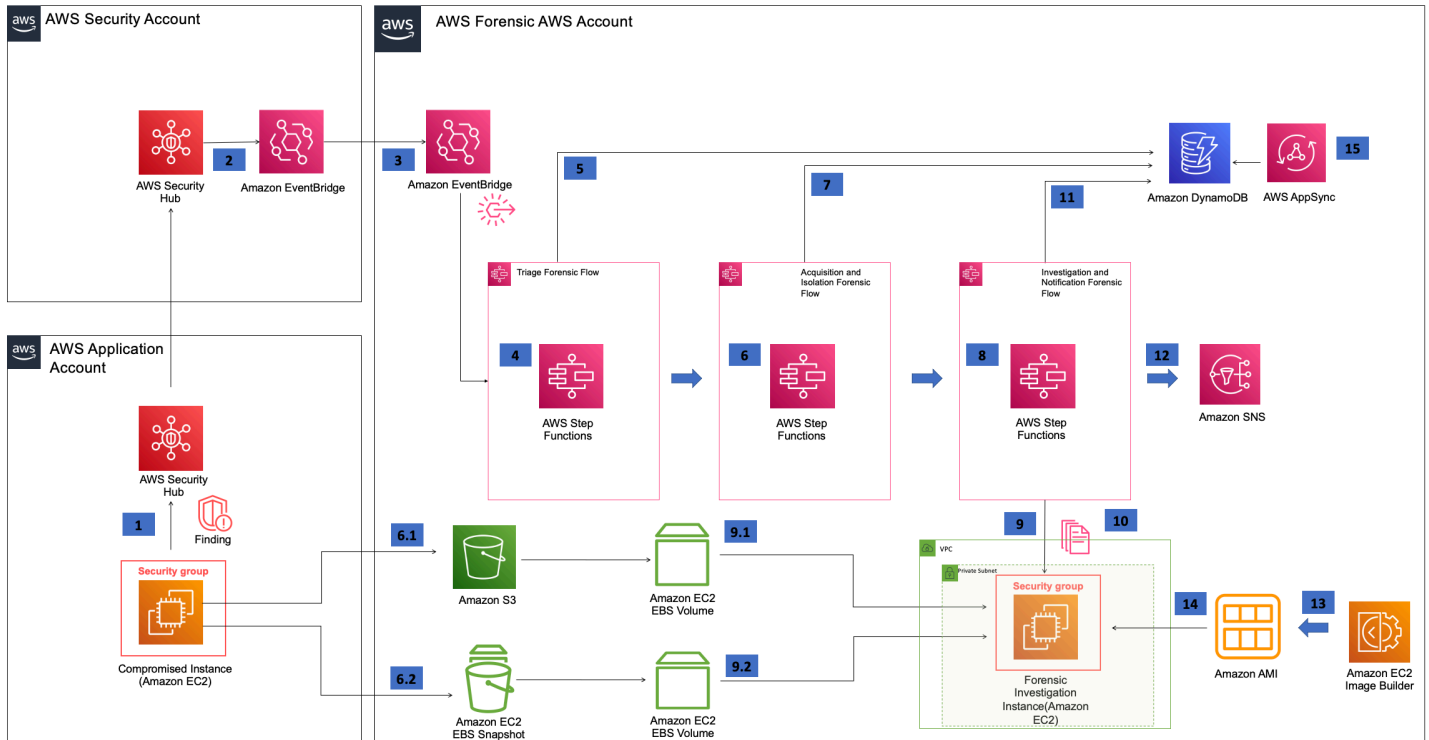 aws
AWS Security Account
AWS Security
Hub
2
Amazon EventBridge
aws
AWS Application
Account
AWS Security
Hub
1
Finding
Security group
Compromised Instance
(Amazon EC2)
aws
AWS Forensic AWS Account
3
Amazon EventBridge
5
7
11
Amazon DynamoDB
AWS AppSync
15
Triage Forensic Flow
4
AWS Step
Functions
Acquisition and
Isolation Forensic
Flow
6
AWS Step
Functions
Investigation and
Notification Forensic
Flow
8
AWS Step
Functions
12
Amazon SNS
6.1
Amazon S3
Amazon EC2
EBS Volume
9.1
6.2
Amazon EC2
EBS Snapshot
Amazon EC2
EBS Volume
9.2
9
10
VPC
Private Subnet
Security group
Forensic
Investigation
Instance(Amazon
EC2)
14
Amazon AMI
13
Amazon EC2
Image Builder